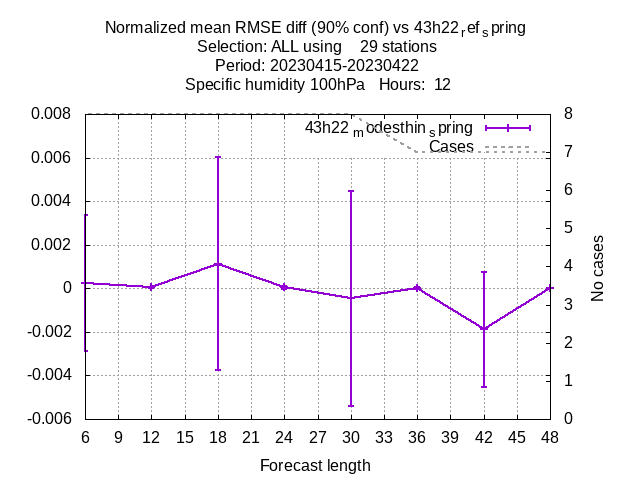 Normalized mean RMSE diff (90% conf) vs 43h22ref spring
Selection: ALL using 29 stations
Period: 20230415-20230422
Specific humidity 100hPa Hours: 12
43h22modesthinspring
Cases
0.008
0.006
0.004
0.002
0
-0.002
-0.004
-0.006
8
7
6
5
4
3
2
1
0
No cases
6 9 12 15 18 21 24 27 30 33 36 39 42 45 48
Forecast length